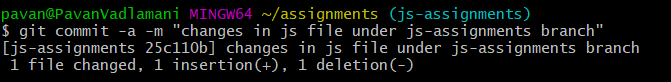 pavan@PavanVadlamani MINGW64 ~/assignments (js-assignments)
$ git commit -a -m "changes in js file under js-assignments branch"
[js-assignments 25c110b] changes in js file under js-assignments branch
 1 file changed, 1 insertion(+), 1 deletion(-)